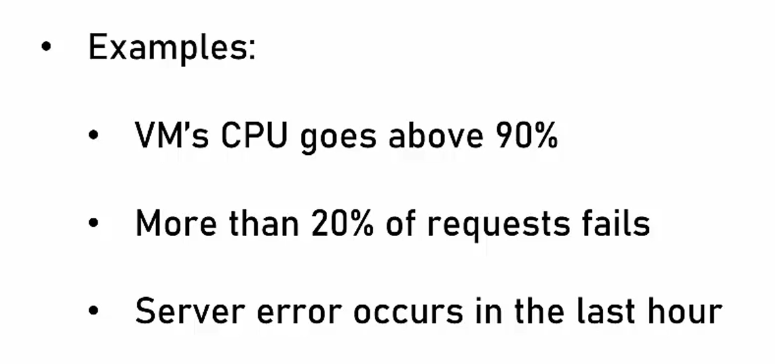 • Examples:
• VM's CPU goes above 90%
• More than 20% of requests fails
• Server error occurs in the last hour